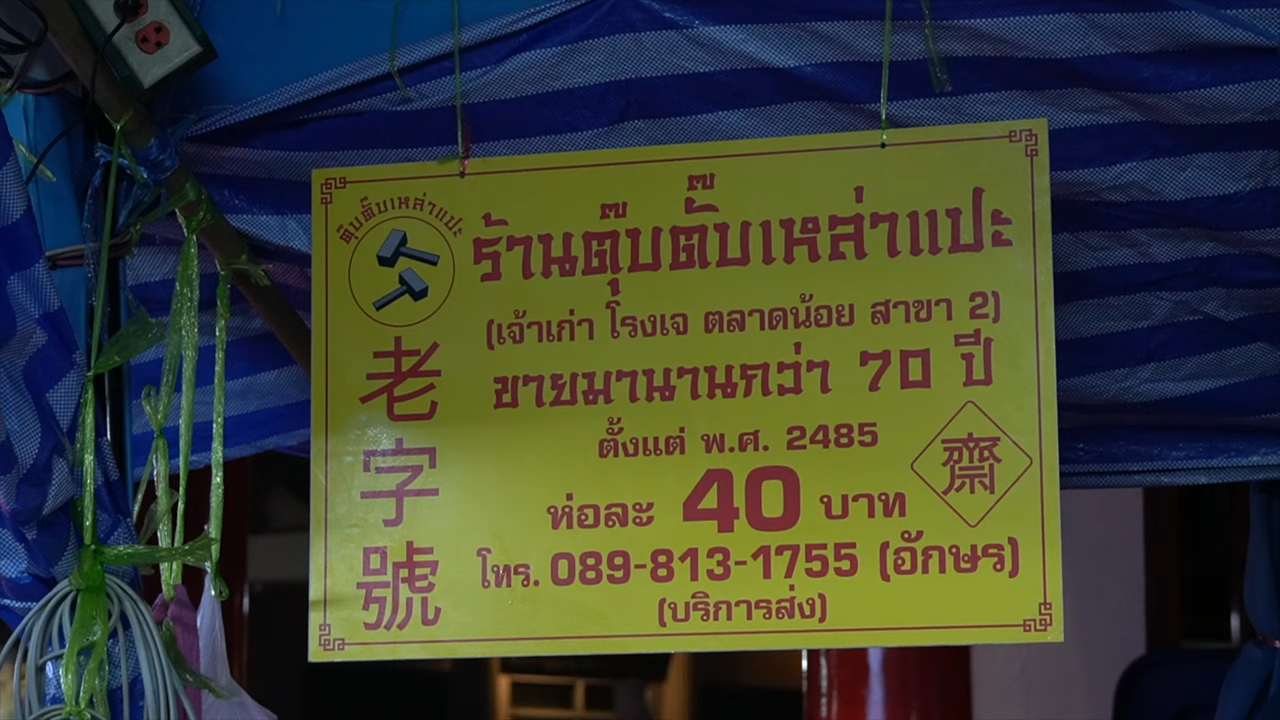 ตุ๊บตั๊บเหล่าแปะ
ร้านตุ๊บตั๊บเหล่าแปะ
(เจ้าเก่า โรงเจ ตลาดน้อย สาขา 2)
ขายมานานกว่า 70 ปี
ตั้งแต่ พ.ศ. 2485
ห่อละ 40 บาท
โทร. 089-813-1755 (อักษร)
(บริการส่ง)
老字號
齋